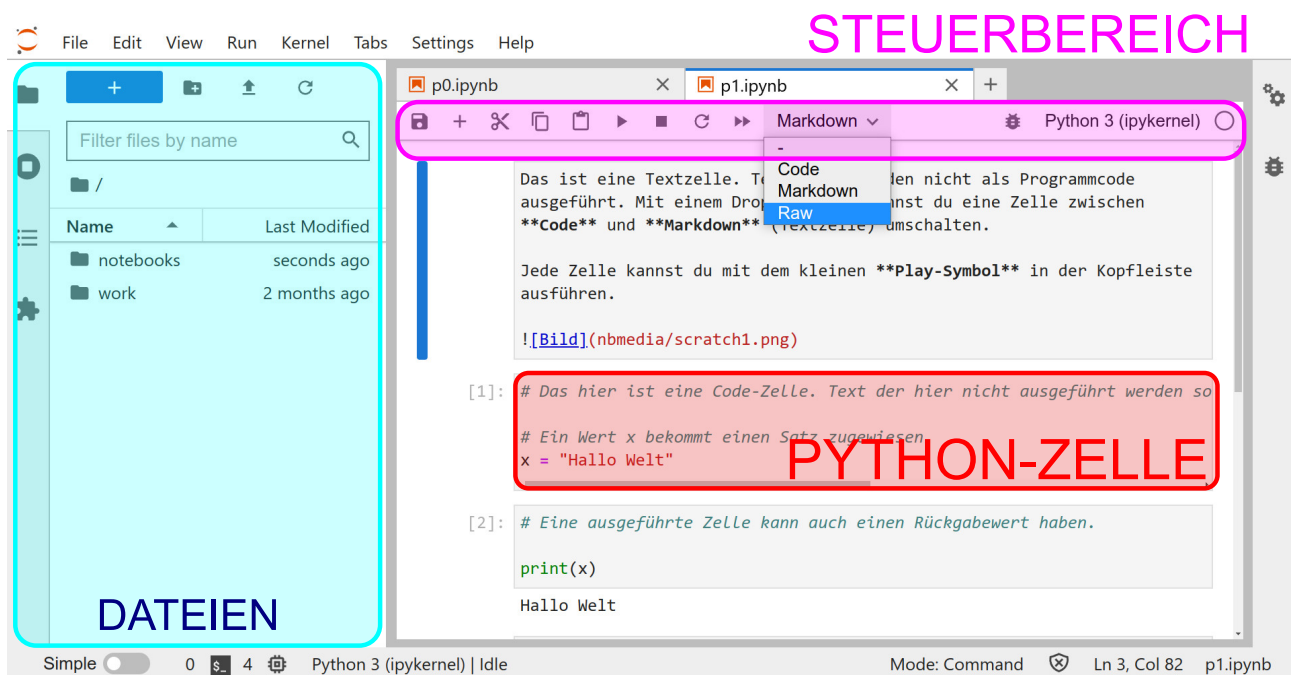 STEUERBEREICH
File Edit View Run Kernel Tabs Settings Help
p0.ipynb
p1.ipynb
Filter files by name
Markdown
Python 3 (ipykernel)
-
Code
Markdown
Raw
/
Name Last Modified
notebooks seconds ago
work 2 months ago
DATEIEN
Das ist eine Textzelle. den nicht als Programmcode
ausgeführt. Mit einem nnst du eine Zelle zwischen
**Code** und **Markdown** (Textzelle) umschalten.
Jede Zelle kannst du mit dem kleinen **Play-Symbol** in der Kopfleiste
ausführen.
![Bild](nbmedia/scratch1.png)
[1]: # Das hier ist eine Code-Zelle. Text der hier nicht ausgeführt werden so
# Ein Wert x bekommt einen Satz zugewiesen
x = "Hallo Welt"
PYTHON-ZELLE
[2]: # Eine ausgeführte Zelle kann auch einen Rückgabewert haben.
print(x)
Hallo Welt
Simple 0 $_ 4 Python 3 (ipykernel) | Idle Mode: Command Ln 3, Col 82 p1.ipynb